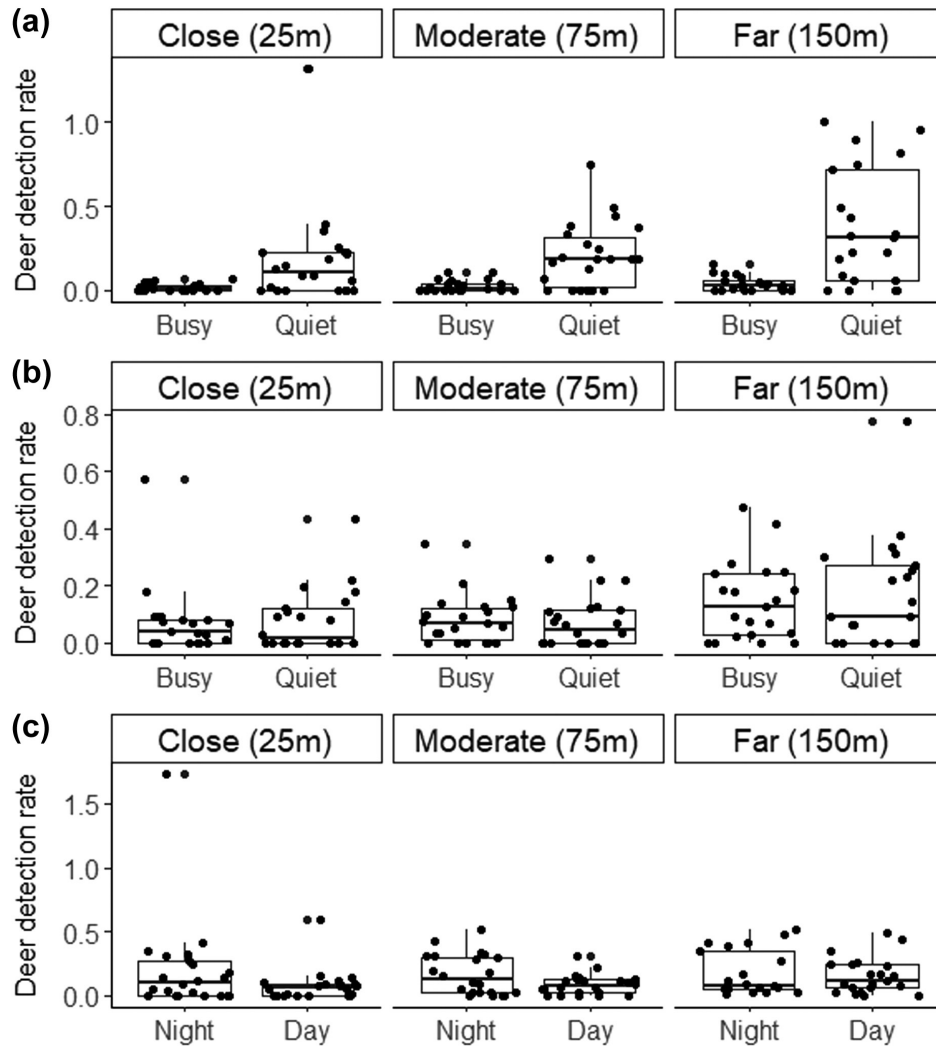 (a)
Close (25m) Moderate (75m) Far (150m)
Deer detection rate
1.0
0.5
0.0
Busy Quiet Busy Quiet Busy Quiet
(b)
Close (25m) Moderate (75m) Far (150m)
Deer detection rate
0.8
0.6
0.4
0.2
0.0
Busy Quiet Busy Quiet Busy Quiet
(c)
Close (25m) Moderate (75m) Far (150m)
Deer detection rate
1.5
1.0
0.5
0.0
Night Day Night Day Night Day